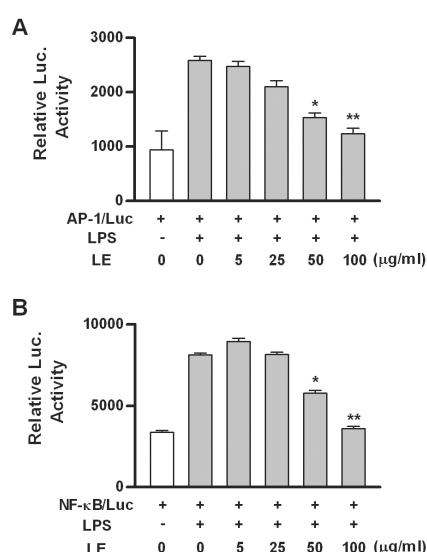 A
Relative Luc.
Activity
3000
2000
1000
0
*
**
AP-1/Luc + + + + + +
LPS - + + + + +
LE 0 0 5 25 50 100 (μg/ml)
B
Relative Luc.
Activity
10000
5000
0
*
**
NF-κB/Luc + + + + + +
LPS - + + + + +
LE 0 0 5 25 50 100 (μg/ml)